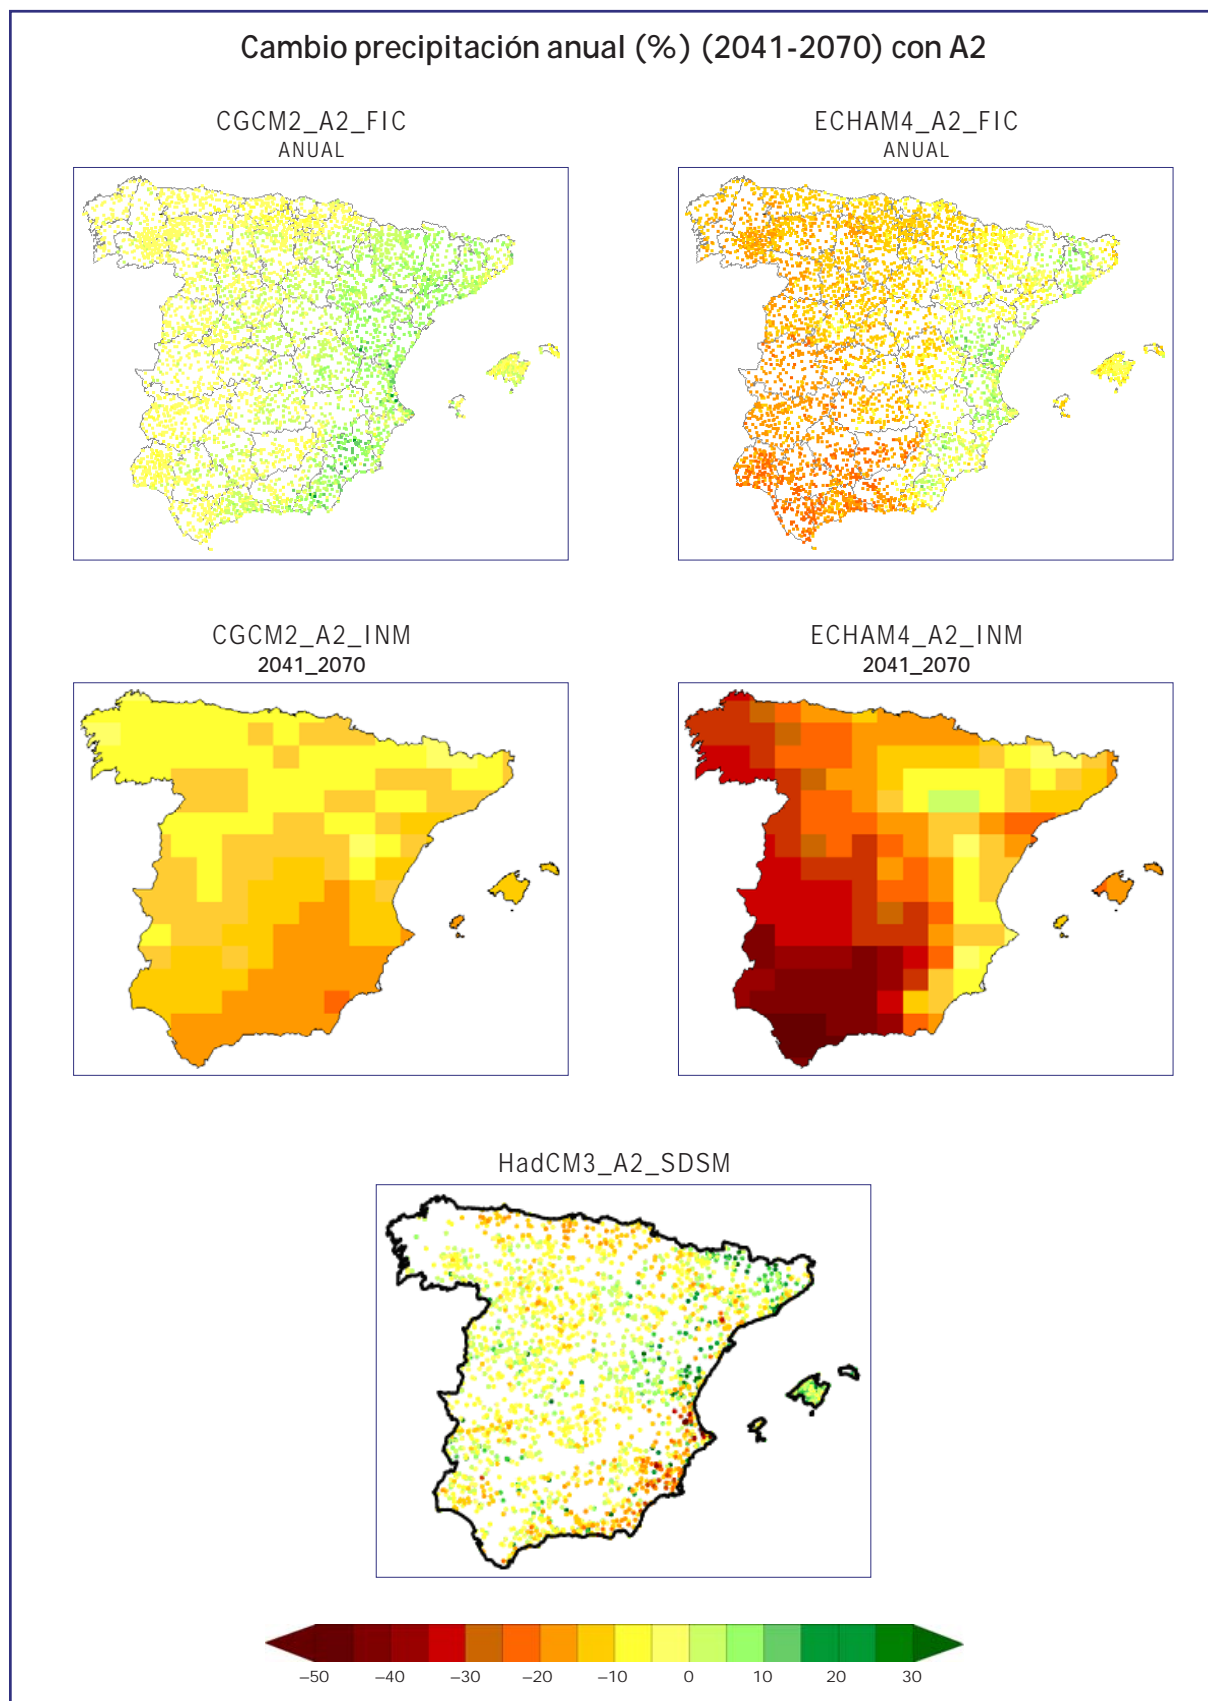 Cambio precipitación anual (%) (2041-2070) con A2
CGCM2_A2_FIC
ANUAL
ECHAM4_A2_FIC
ANUAL
CGCM2_A2_INM
2041_2070
ECHAM4_A2_INM
2041_2070
HadCM3_A2_SDSM
−50 −40 −30 −20 −10 0 10 20 30